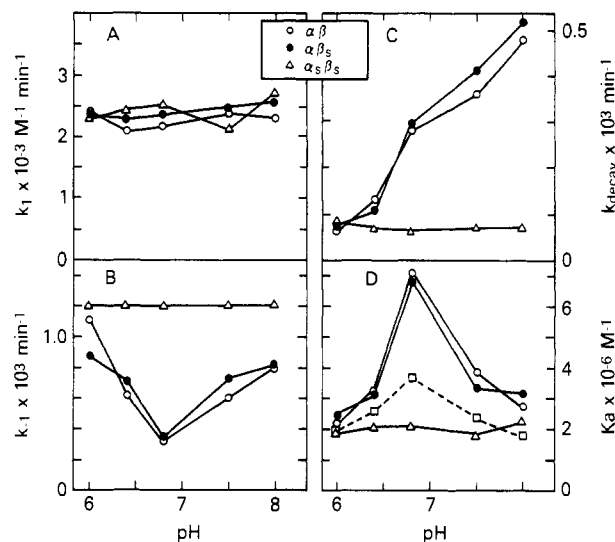 A
B
C
D
αβ
αβs
αsβs
k1 x 10-3 M-1 min-1
3
2
1
0
k-1 x 103 min-1
1.0
0
6
7
8
pH
kdecay x 103 min-1
0.5
0
Ka x 10-6 M-1
6
4
2
0
6
7
pH